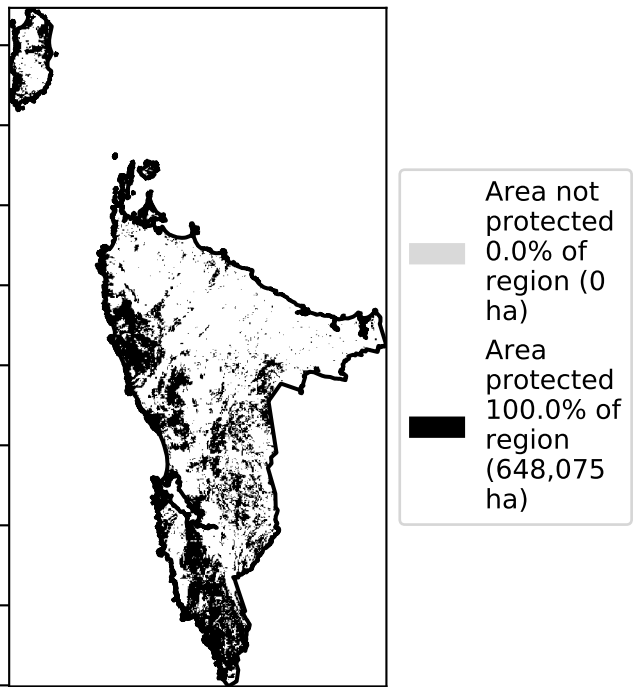 Area not
protected
0.0% of
region (0
ha)
Area
protected
100.0% of
region
(648,075
ha)